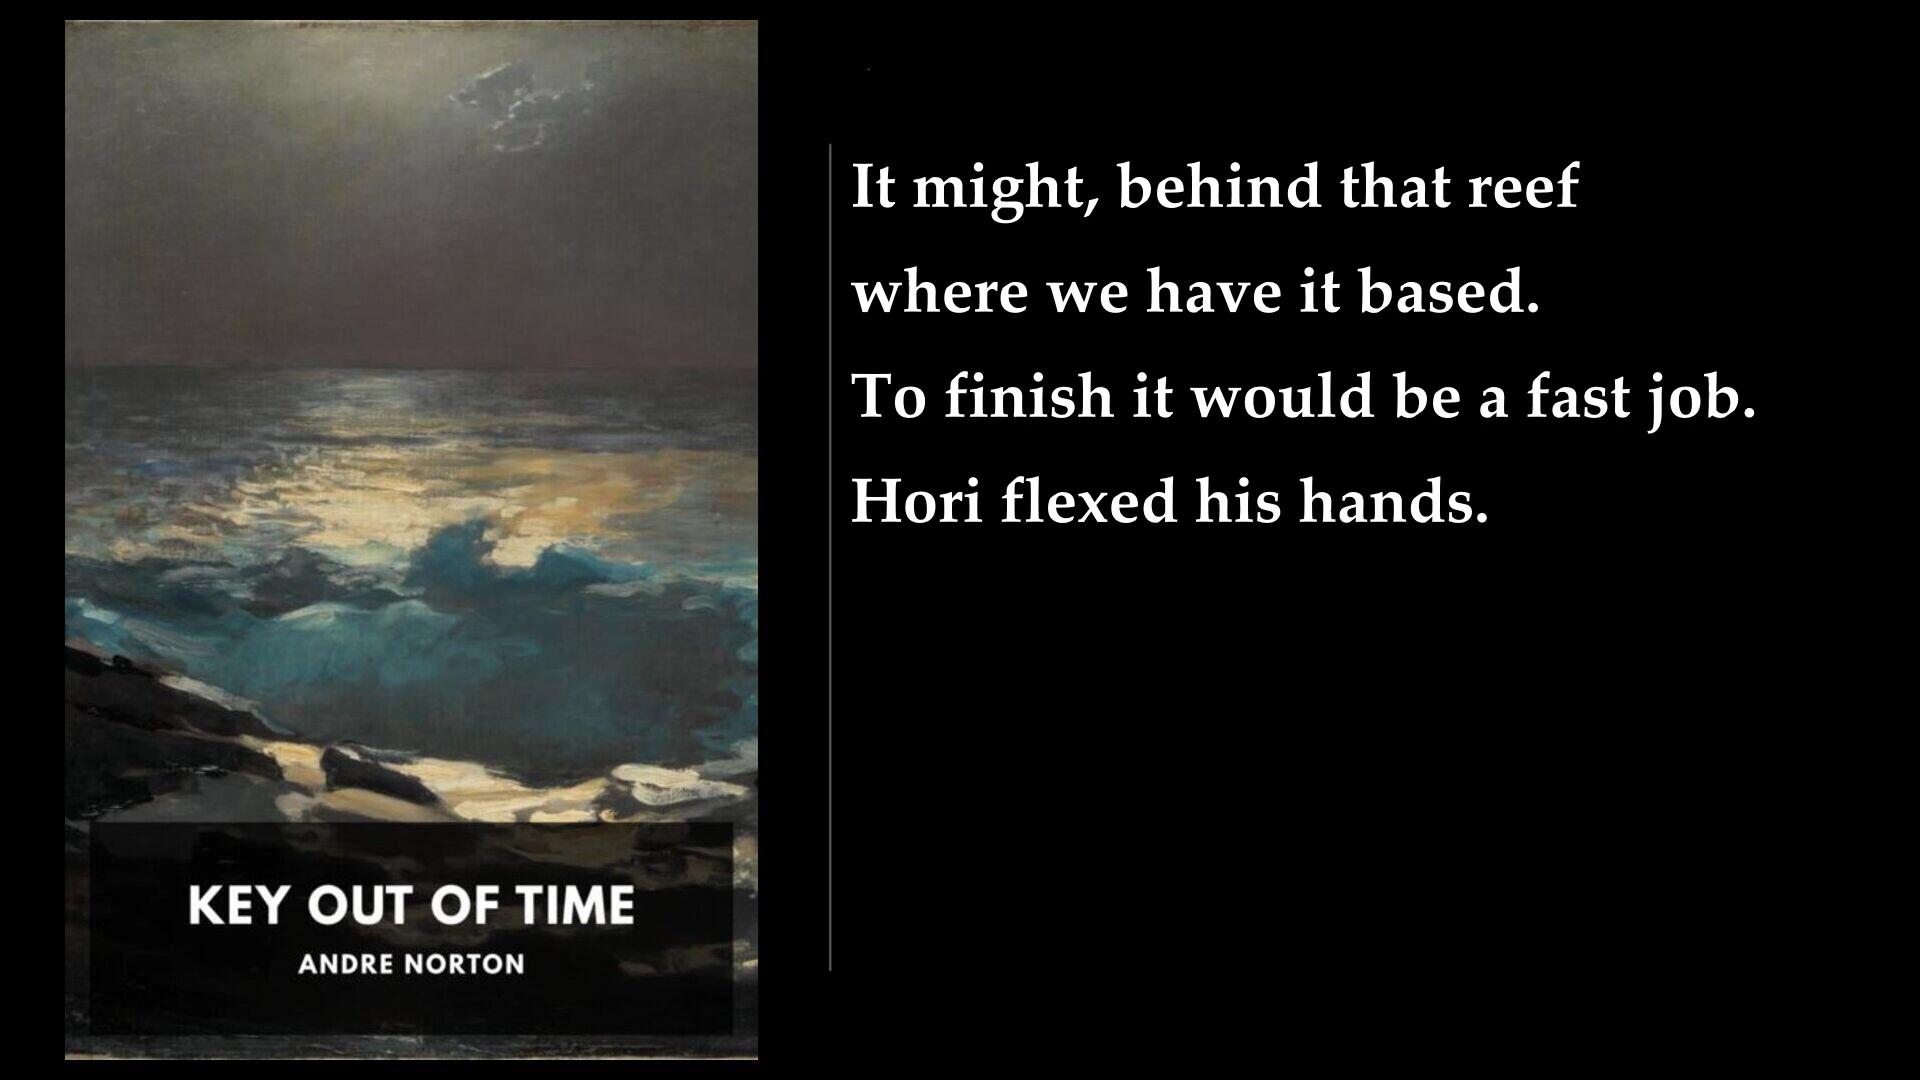 It might, behind that reef
where we have it based.
To finish it would be a fast job.
Hori flexed his hands.
KEY OUT OF TIME
ANDRE NORTON